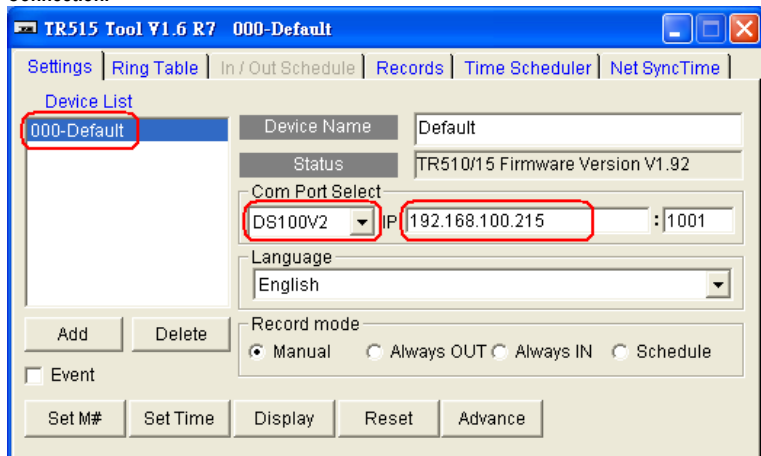 TR515 Tool V1.6 R7 000-Default
Settings Ring Table In / Out Schedule Records Time Scheduler Net SyncTime
Device List
000-Default
Device Name Default
Status TR510/15 Firmware Version V1.92
Com Port Select
DS100V2 IP 192.168.100.215 : 1001
Language
English
Record mode
Manual Always OUT Always IN Schedule
Add Delete
Event
Set M# Set Time Display Reset Advance